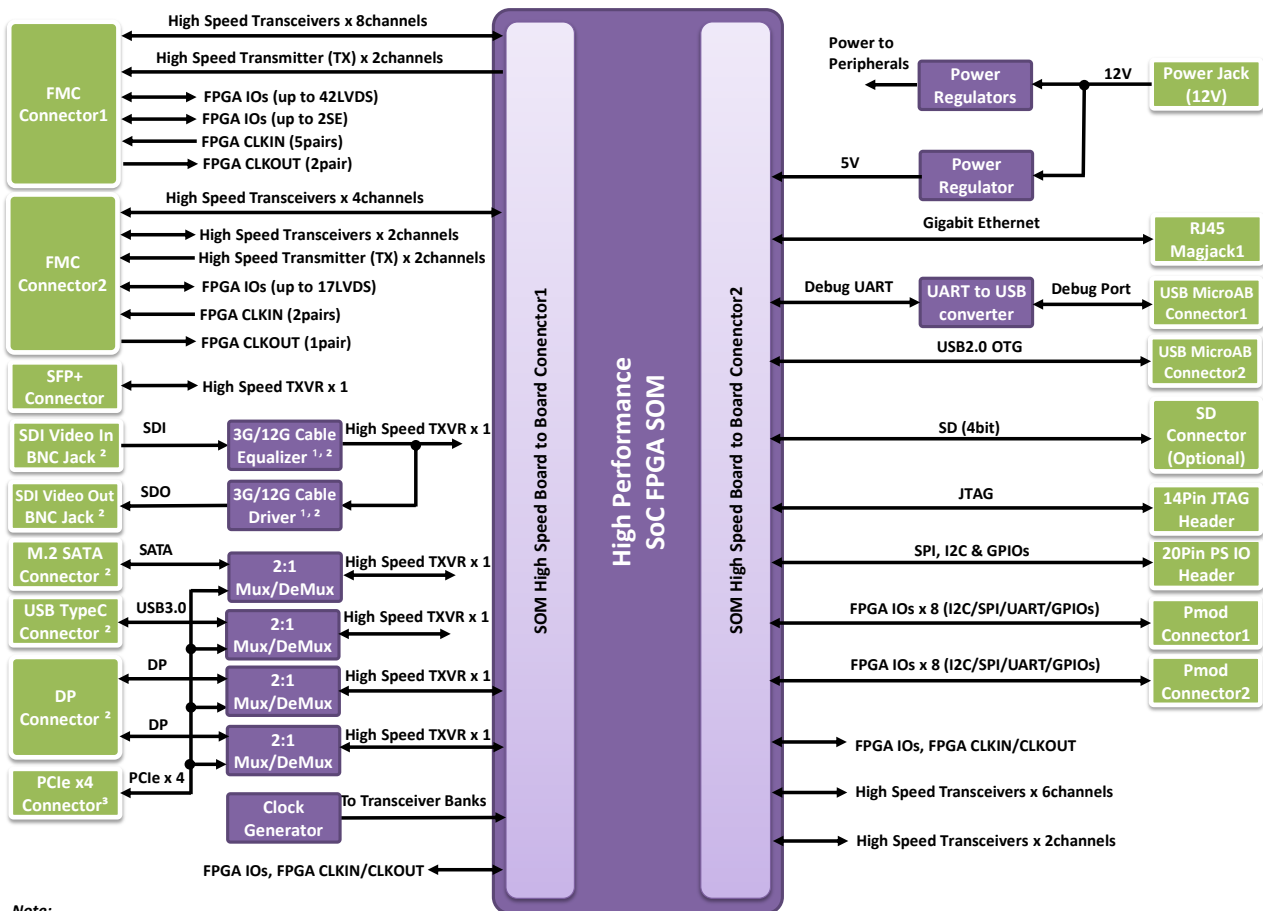 High Speed Transceivers x 8channels
High Speed Transmitter (TX) x 2channels
FMC
Connector1
FPGA IOs (up to 42LVDS)
FPGA IOs (up to 2SE)
FPGA CLKIN (5pairs)
FPGA CLKOUT (2pair)
High Speed Transceivers x 4channels
High Speed Transceivers x 2channels
High Speed Transmitter (TX) x 2channels
FMC
Connector2
FPGA IOs (up to 17LVDS)
FPGA CLKIN (2pairs)
FPGA CLKOUT (1pair)
SFP+
Connector
High Speed TXVR x 1
SDI Video In
BNC Jack ²
SDI
3G/12G Cable
Equalizer ¹˒ ²
High Speed TXVR x 1
SDI Video Out
BNC Jack ²
SDO
3G/12G Cable
Driver ¹˒ ²
M.2 SATA
Connector ²
SATA
2:1
Mux/DeMux
High Speed TXVR x 1
USB TypeC
Connector ²
USB3.0
2:1
Mux/DeMux
High Speed TXVR x 1
DP
Connector ²
DP
2:1
Mux/DeMux
High Speed TXVR x 1
DP
2:1
Mux/DeMux
High Speed TXVR x 1
PCIe x4
Connector³
PCIe x 4
Clock
Generator
To Transceiver Banks
FPGA IOs, FPGA CLKIN/CLKOUT
Note:
SOM High Speed Board to Board Conenctor1
High Performance
SoC FPGA SOM
SOM High Speed Board to Board Conenctor2
Power to
Peripherals
Power
Regulators
12V
Power Jack
(12V)
5V
Power
Regulator
Gigabit Ethernet
RJ45
Magjack1
Debug UART
UART to USB
converter
Debug Port
USB MicroAB
Connector1
USB2.0 OTG
USB MicroAB
Connector2
SD (4bit)
SD
Connector
(Optional)
JTAG
14Pin JTAG
Header
SPI, I2C & GPIOs
20Pin PS IO
Header
FPGA IOs x 8 (I2C/SPI/UART/GPIOs)
Pmod
Connector1
FPGA IOs x 8 (I2C/SPI/UART/GPIOs)
Pmod
Connector2
FPGA IOs, FPGA CLKIN/CLKOUT
High Speed Transceivers x 6channels
High Speed Transceivers x 2channels